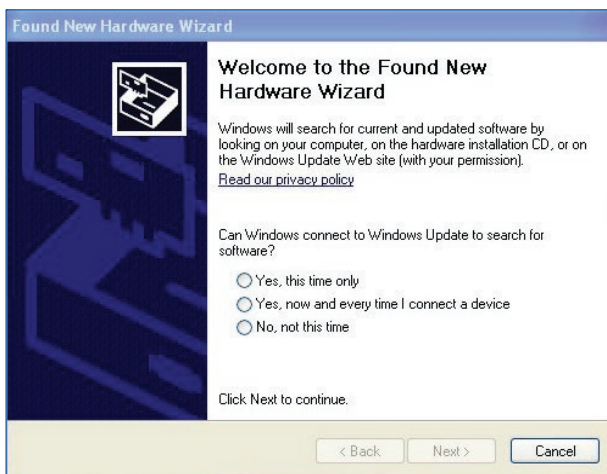 Found New Hardware Wizard
Welcome to the Found New
Hardware Wizard
Windows will search for current and updated software by
looking on your computer, on the hardware installation CD, or on
the Windows Update Web site (with your permission).
Read our privacy policy
Can Windows connect to Windows Update to search for
software?
Yes, this time only
Yes, now and every time I connect a device
No, not this time
Click Next to continue.
< Back
Next >
Cancel